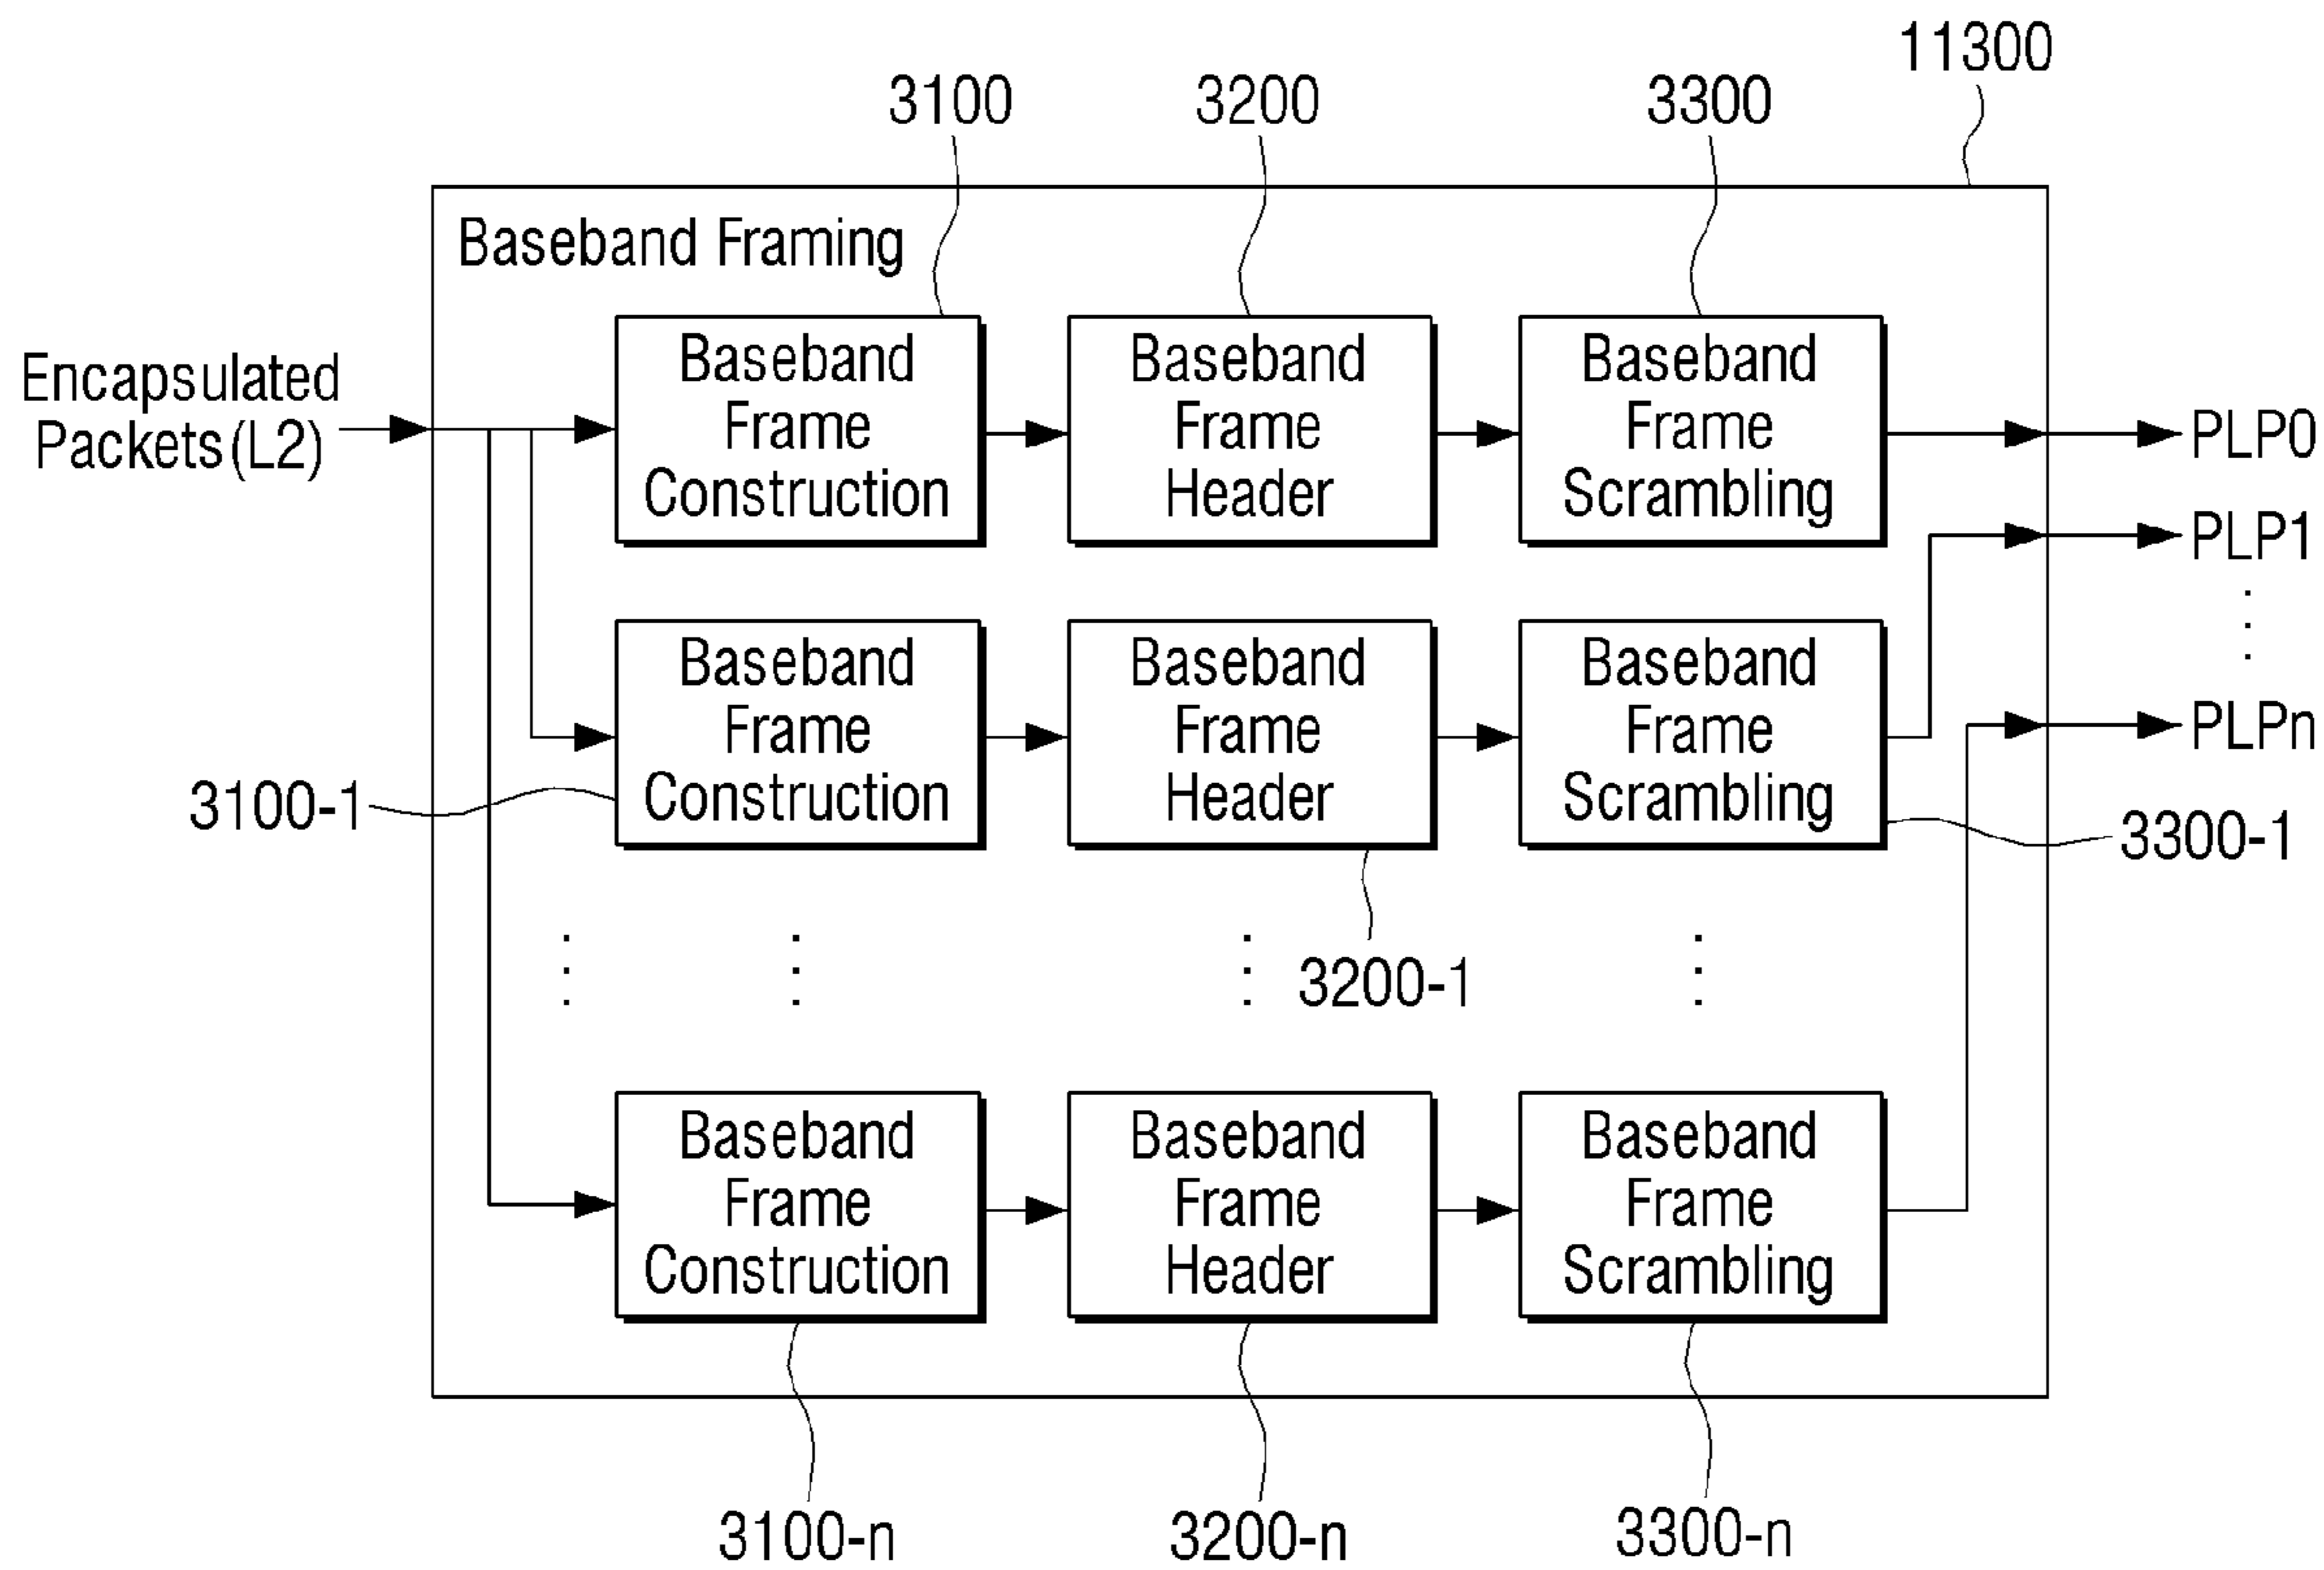 11300
3100
3200
3300
Baseband Framing
Encapsulated
Packets(L2)
Baseband
Frame
Construction
Baseband
Frame
Header
Baseband
Frame
Scrambling
PLP0
PLP1
PLPn
Baseband
Frame
Construction
Baseband
Frame
Header
Baseband
Frame
Scrambling
3100-1
3300-1
3200-1
Baseband
Frame
Construction
Baseband
Frame
Header
Baseband
Frame
Scrambling
3100-n
3200-n
3300-n